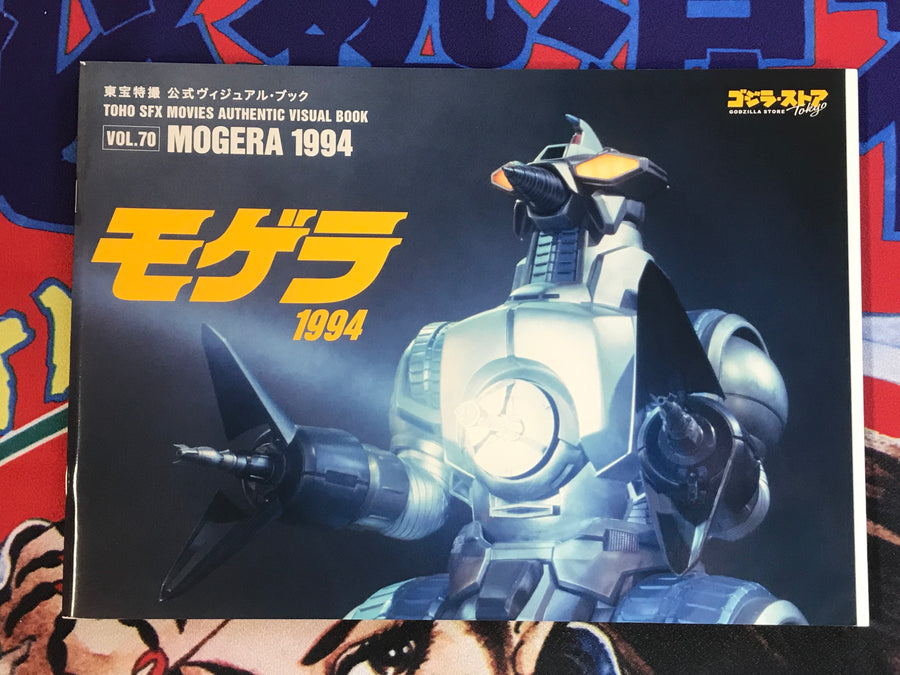 東宝特撮 公式ヴィジュアル・ブック
TOHO SFX MOVIES AUTHENTIC VISUAL BOOK
VOL.70 MOGERA 1994
ゴジラ・ストア
GODZILLA STORE Tokyo
モゲラ
1994